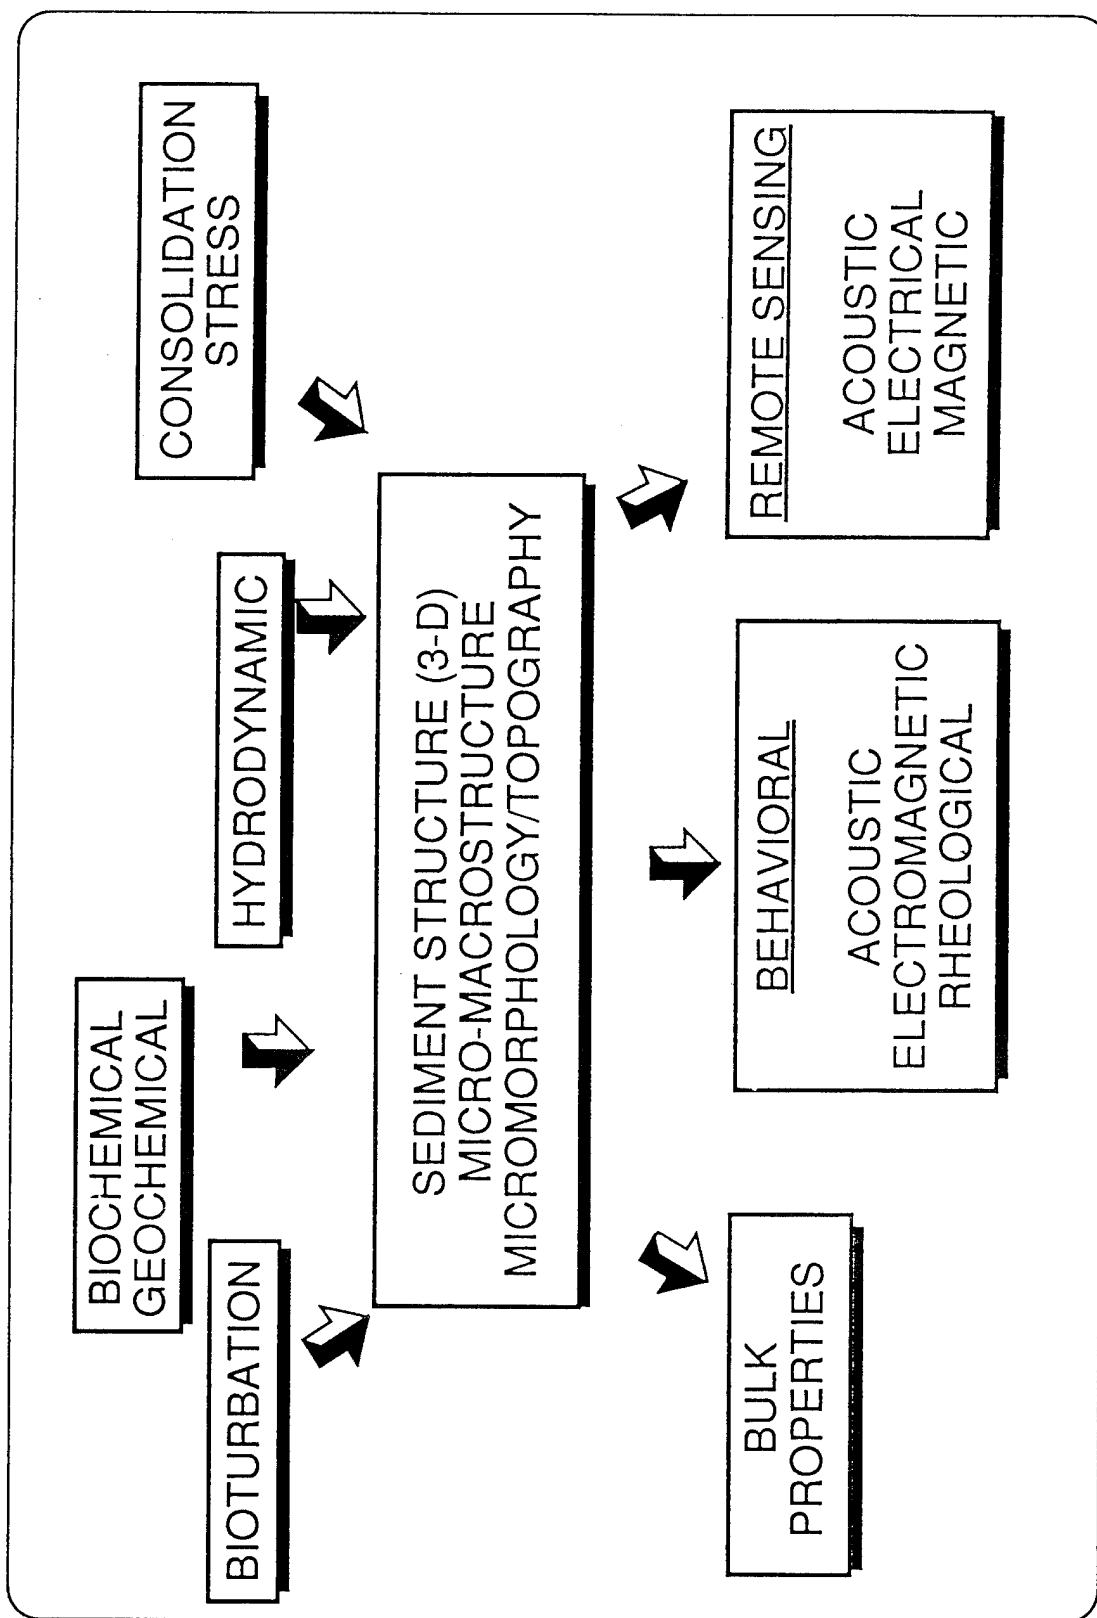 BIOCHEMICAL
GEOCHEMICAL
BIOTURBATION
HYDRODYNAMIC
CONSOLIDATION
STRESS
SEDIMENT STRUCTURE (3-D)
MICRO-MACROSTRUCTURE
MICROMORPHOLOGY/TOPOGRAPHY
BULK
PROPERTIES
BEHAVIORAL
ACOUSTIC
ELECTROMAGNETIC
RHEOLOGICAL
REMOTE SENSING
ACOUSTIC
ELECTRICAL
MAGNETIC